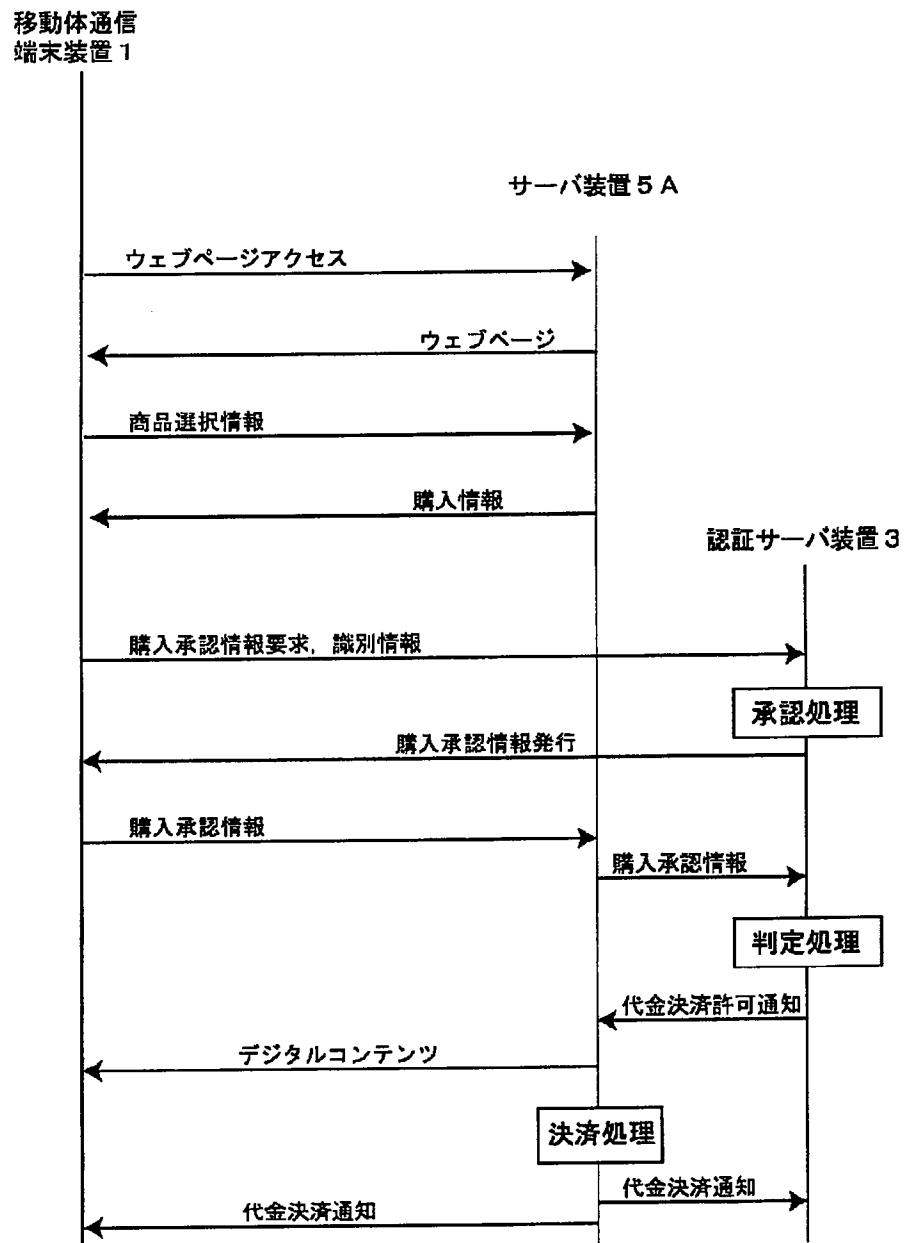 移動体通信
端末装置1
サーバ装置5A
ウェブページアクセス
ウェブページ
商品選択情報
購入情報
認証サーバ装置3
購入承認情報要求,識別情報
承認処理
購入承認情報発行
購入承認情報
購入承認情報
判定処理
代金決済許可通知
デジタルコンテンツ
決済処理
代金決済通知
代金決済通知